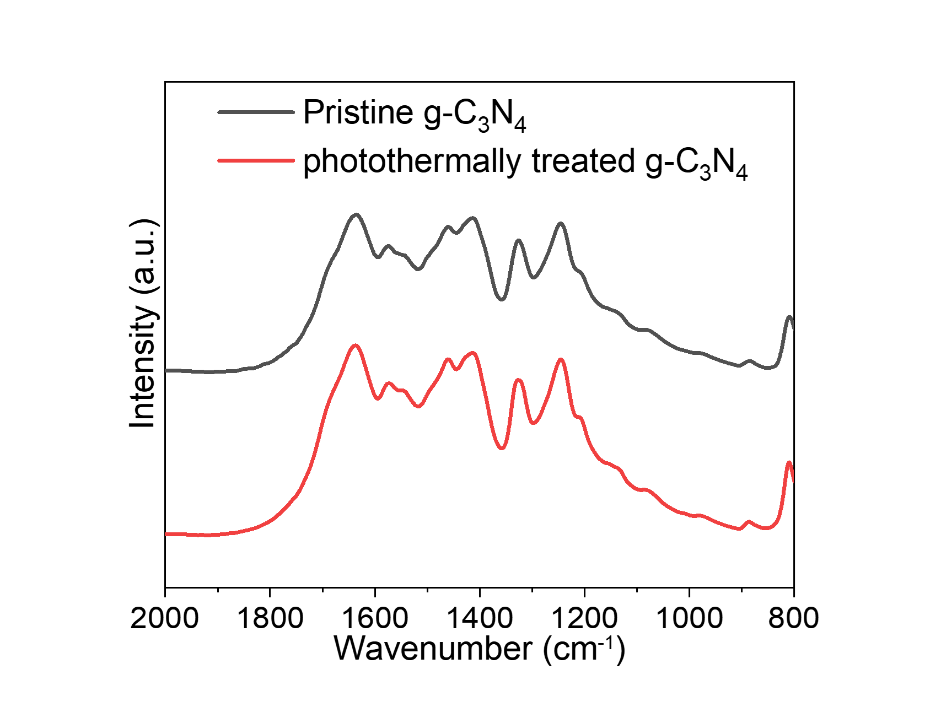 Pristine g-C₃N₄
photothermally treated g-C₃N₄
Intensity (a.u.)
2000 1800 1600 1400 1200 1000 800
Wavenumber (cm⁻¹)